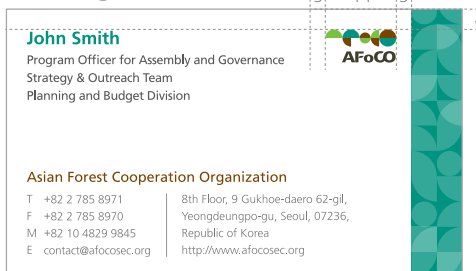 John Smith
Program Officer for Assembly and Governance
Strategy & Outreach Team
Planning and Budget Division
AFoCO
Asian Forest Cooperation Organization
T +82 2 785 8971
F +82 2 785 8970
M +82 10 4829 9845
E contact@afocosec.org
8th Floor, 9 Gukhoe-daero 62-gil,
Yeongdeungpo-gu, Seoul, 07236,
Republic of Korea
http://www.afocosec.org